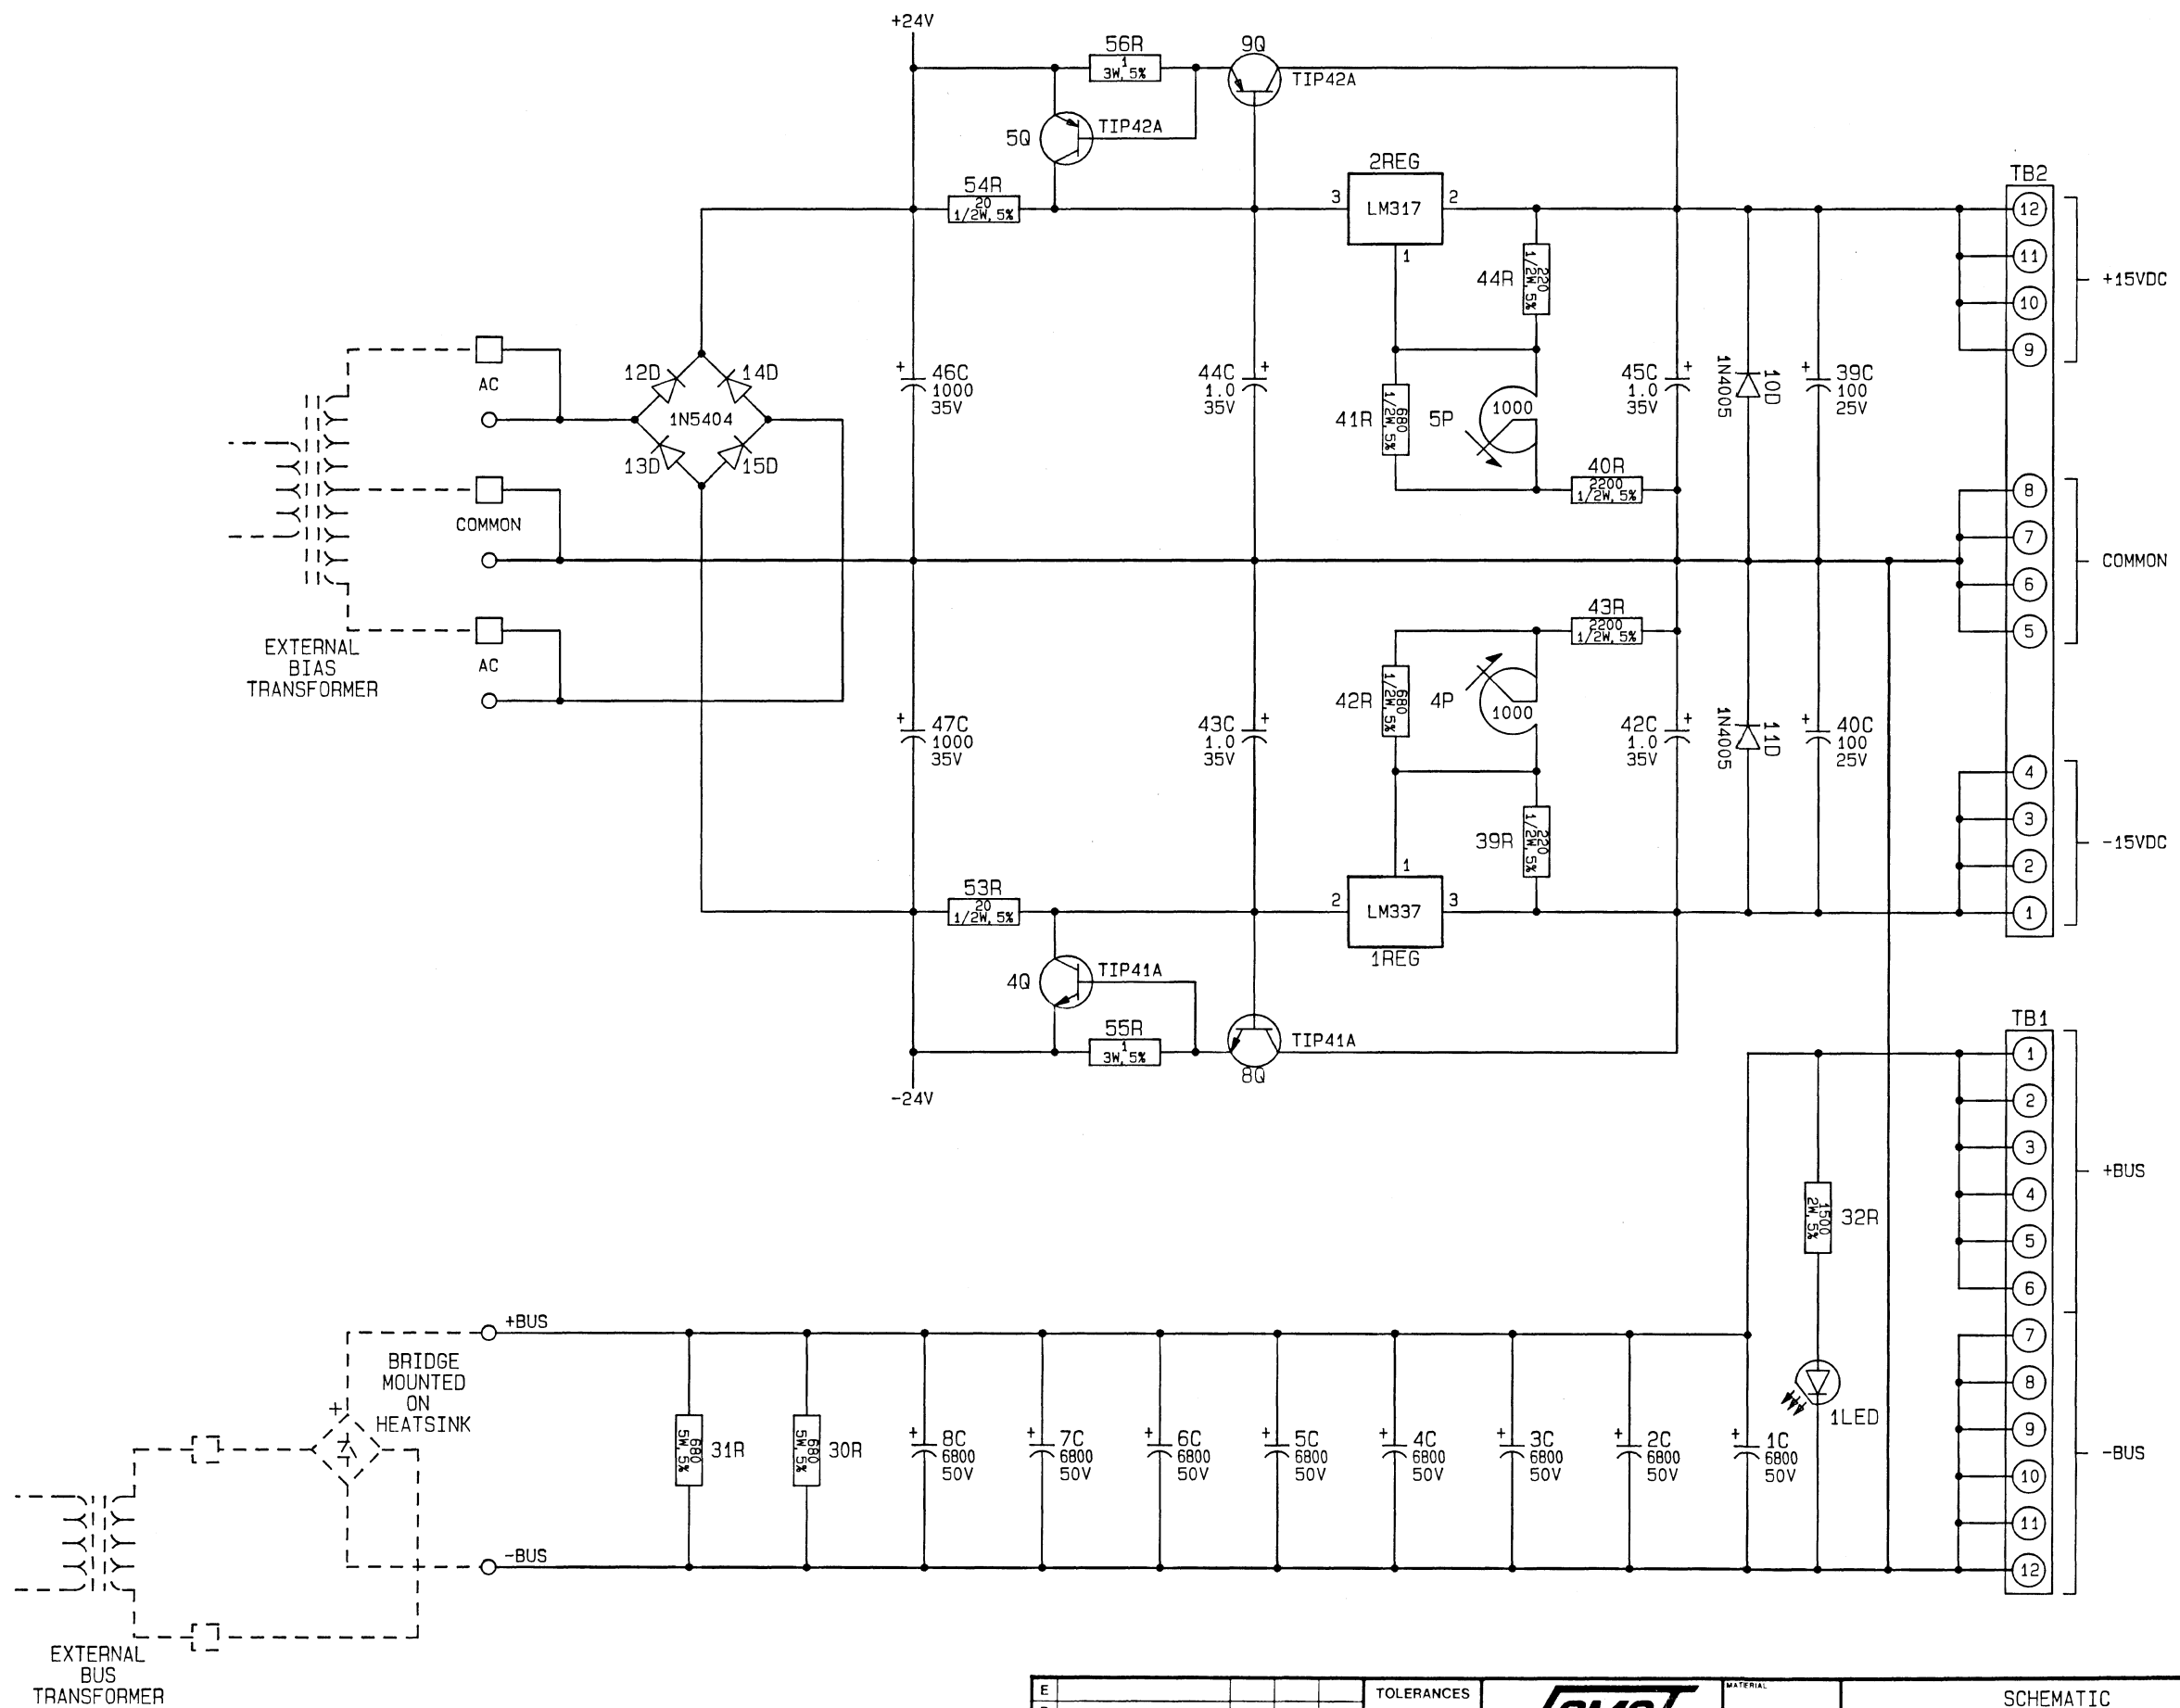 +24V
56R
1
3W, 5%
9Q
TIP42A
5Q
TIP42A
54R
20
1/2W, 5%
2REG
3
LM317
2
1
TB2
12
11
10
9
+15VDC
44R
220
1/2W, 5%
AC
12D
14D
1N5404
13D
15D
+
46C
1000
35V
44C
+
1.0
35V
41R
680
1/2W, 5%
5P
1000
45C
+
1.0
35V
10D
1N4005
+
39C
100
25V
40R
2200
1/2W, 5%
COMMON
8
7
6
5
COMMON
EXTERNAL
BIAS
TRANSFORMER
AC
43R
2200
1/2W, 5%
+
47C
1000
35V
43C
+
1.0
35V
42R
680
1/2W, 5%
4P
1000
42C
+
1.0
35V
11D
1N4005
+
40C
100
25V
4
3
2
1
-15VDC
39R
220
1/2W, 5%
53R
20
1/2W, 5%
1
2
LM337
3
1REG
4Q
TIP41A
55R
1
3W, 5%
TIP41A
8Q
-24V
TB1
1
2
3
4
5
6
+BUS
7
8
9
10
11
12
-BUS
32R
1500
2W, 5%
1LED
+BUS
BRIDGE
MOUNTED
ON
HEATSINK
+
31R
680
5W, 5%
30R
680
5W, 5%
+
8C
6800
50V
+
7C
6800
50V
+
6C
6800
50V
+
5C
6800
50V
+
4C
6800
50V
+
3C
6800
50V
+
2C
6800
50V
+
1C
6800
50V
-BUS
EXTERNAL
BUS
TRANSFORMER
E
TOLERANCES
MATERIAL
SCHEMATIC